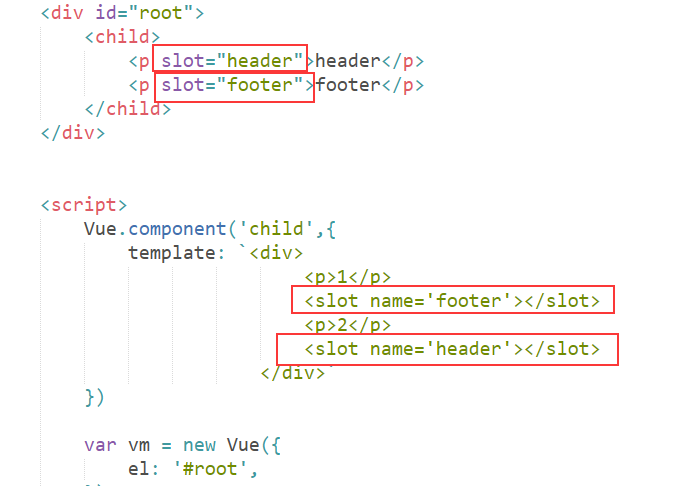 <div id="root">
<child>
<p slot="header">header</p>
<p slot="footer">footer</p>
</child>
</div>
<script>
Vue.component('child',{
template: `<div>
<p>1</p>
<slot name='footer'></slot>
<p>2</p>
<slot name='header'></slot>
</div>`
})
var vm = new Vue({
el: '#root',